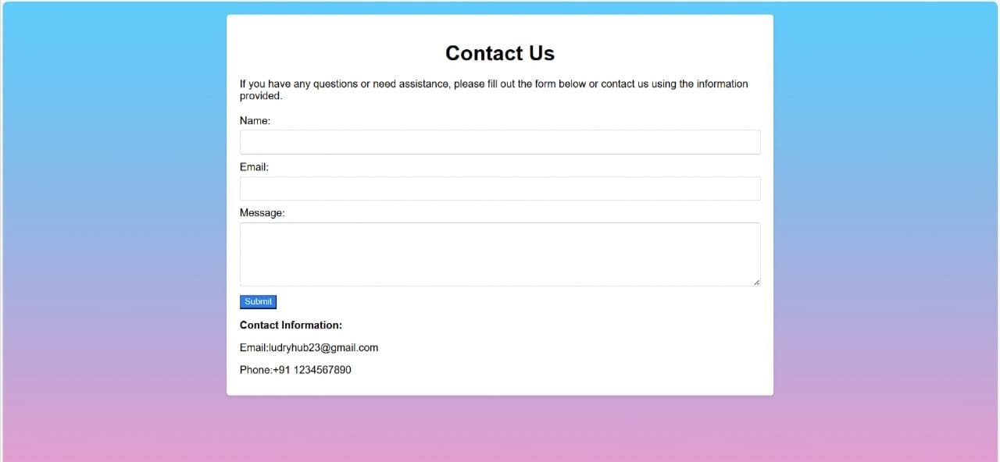 Contact Us
If you have any questions or need assistance, please fill out the form below or contact us using the information
provided.
Name:
Email:
Message:
Submit
Contact Information:
Email:ludryhub23@gmail.com
Phone:+91 1234567890